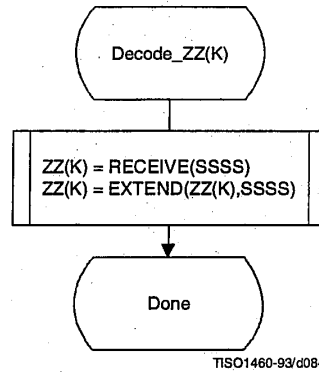 Decode_ZZ(K)
ZZ(K) = RECEIVE(SSSS)
ZZ(K) = EXTEND(ZZ(K),SSSS)
Done
TISO1460-93/d08-